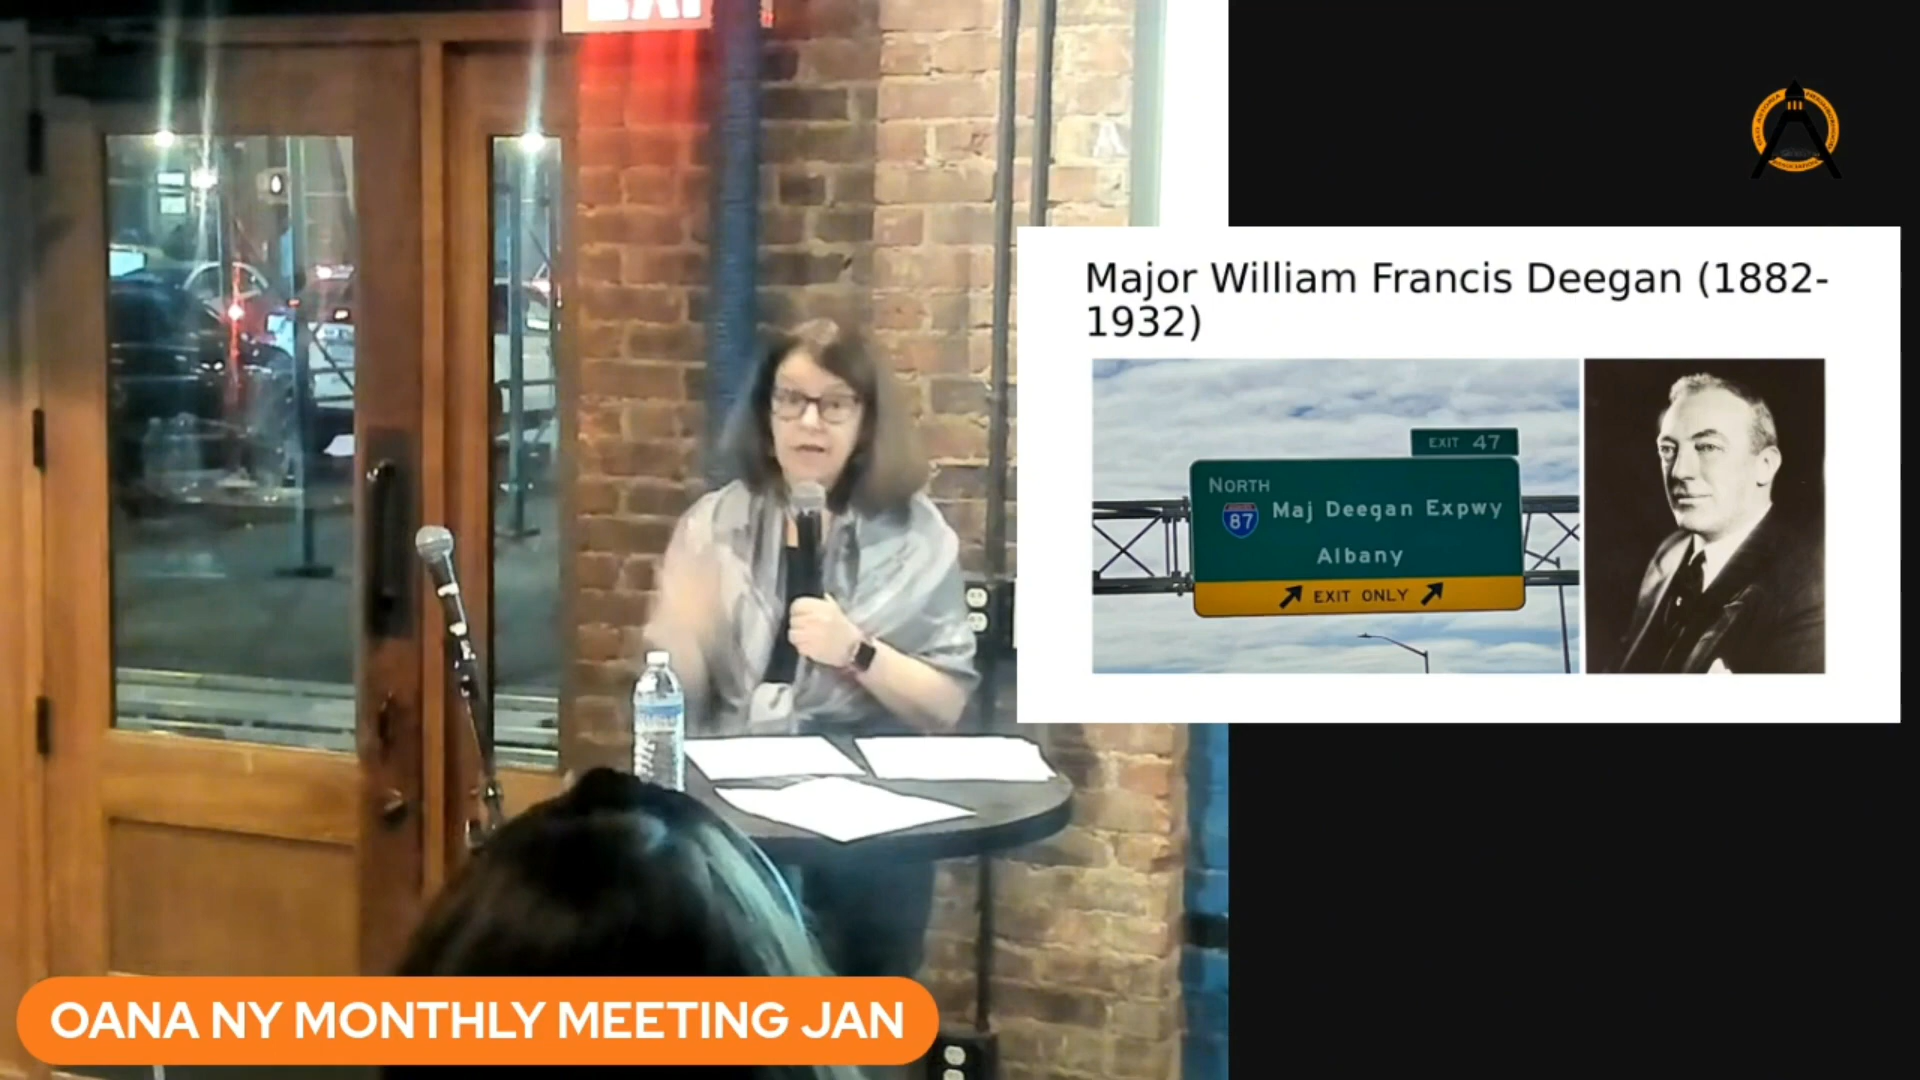 EXIT
Major William Francis Deegan (1882-
1932)
EXIT 47
NORTH
87 Maj Deegan Expwy
Albany
EXIT ONLY
OANA NY MONTHLY MEETING JAN